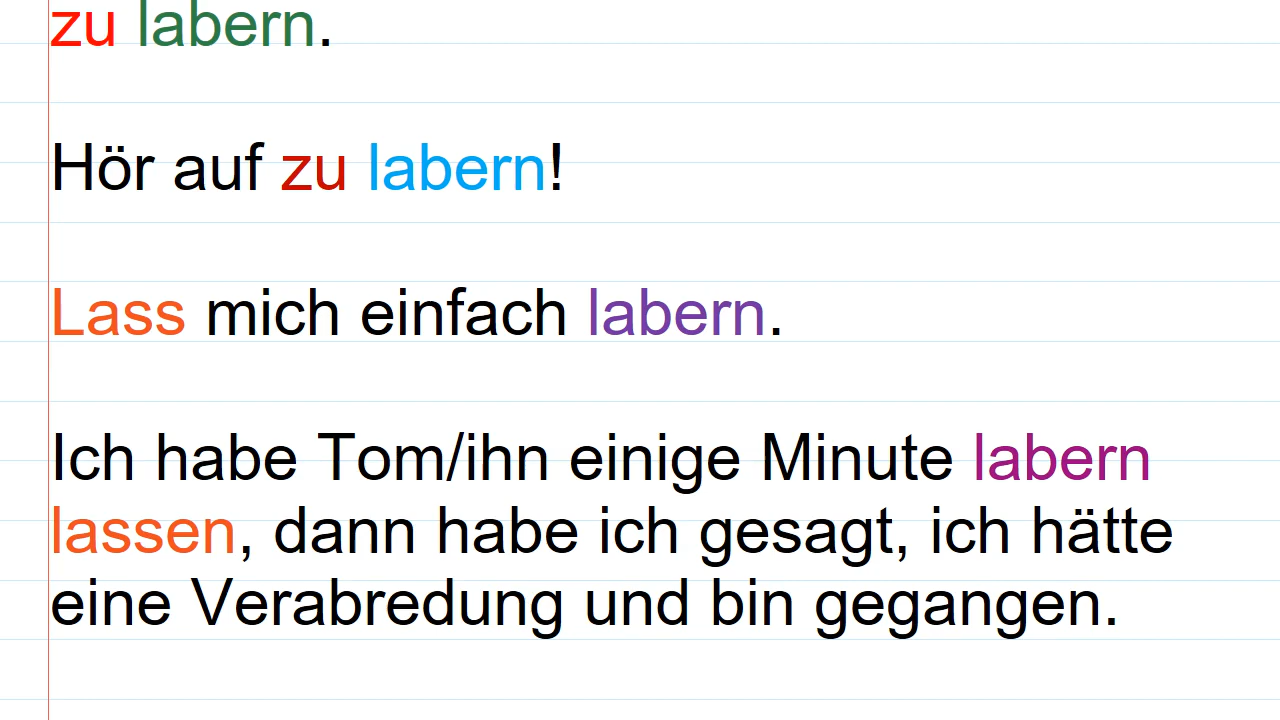 zu labern.
Hör auf zu labern!
Lass mich einfach labern.
Ich habe Tom/ihn einige Minute labern
lassen, dann habe ich gesagt, ich hätte
eine Verabredung und bin gegangen.